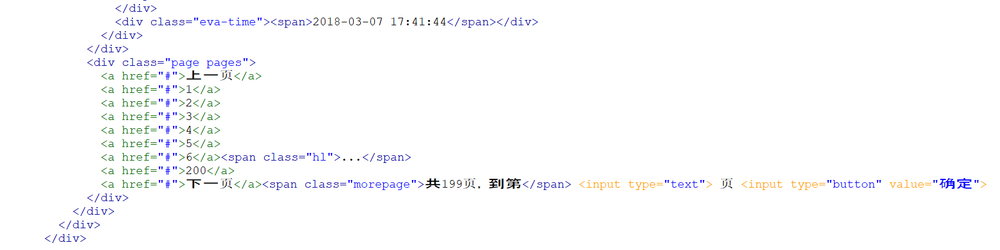 </div>
<div class="eva-time"><span>2018-03-07 17:41:44</span></div>
</div>
</div>
<div class="page pages">
<a href="#">上一页</a>
<a href="#">1</a>
<a href="#">2</a>
<a href="#">3</a>
<a href="#">4</a>
<a href="#">5</a>
<a href="#">6</a><span class="hl">...</span>
<a href="#">200</a>
<a href="#">下一页</a><span class="morepage">共199页，到第</span> <input type="text"> 页 <input type="button" value="确定">
</div>
</div>
</div>
</div>